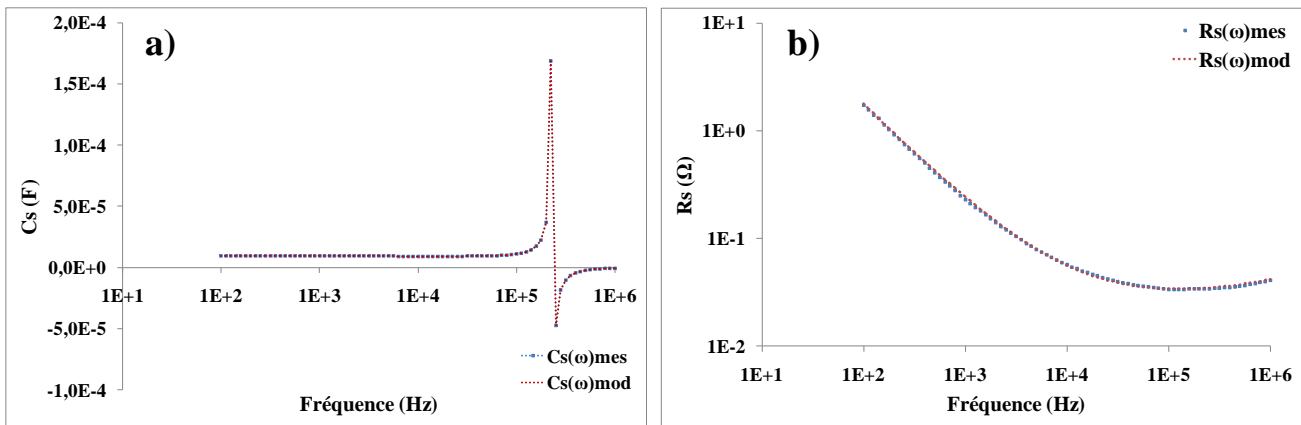 a)
2,0E-4
1,5E-4
1,0E-4
5,0E-5
0,0E+0
-5,0E-5
-1,0E-4
Cs (F)
1E+1 1E+2 1E+3 1E+4 1E+5 1E+6
Cs(ω)mes
Cs(ω)mod
Fréquence (Hz)
b)
Rs(ω)mes
Rs(ω)mod
1E+1
1E+0
1E-1
1E-2
Rs (Ω)
1E+1 1E+2 1E+3 1E+4 1E+5 1E+6
Fréquence (Hz)